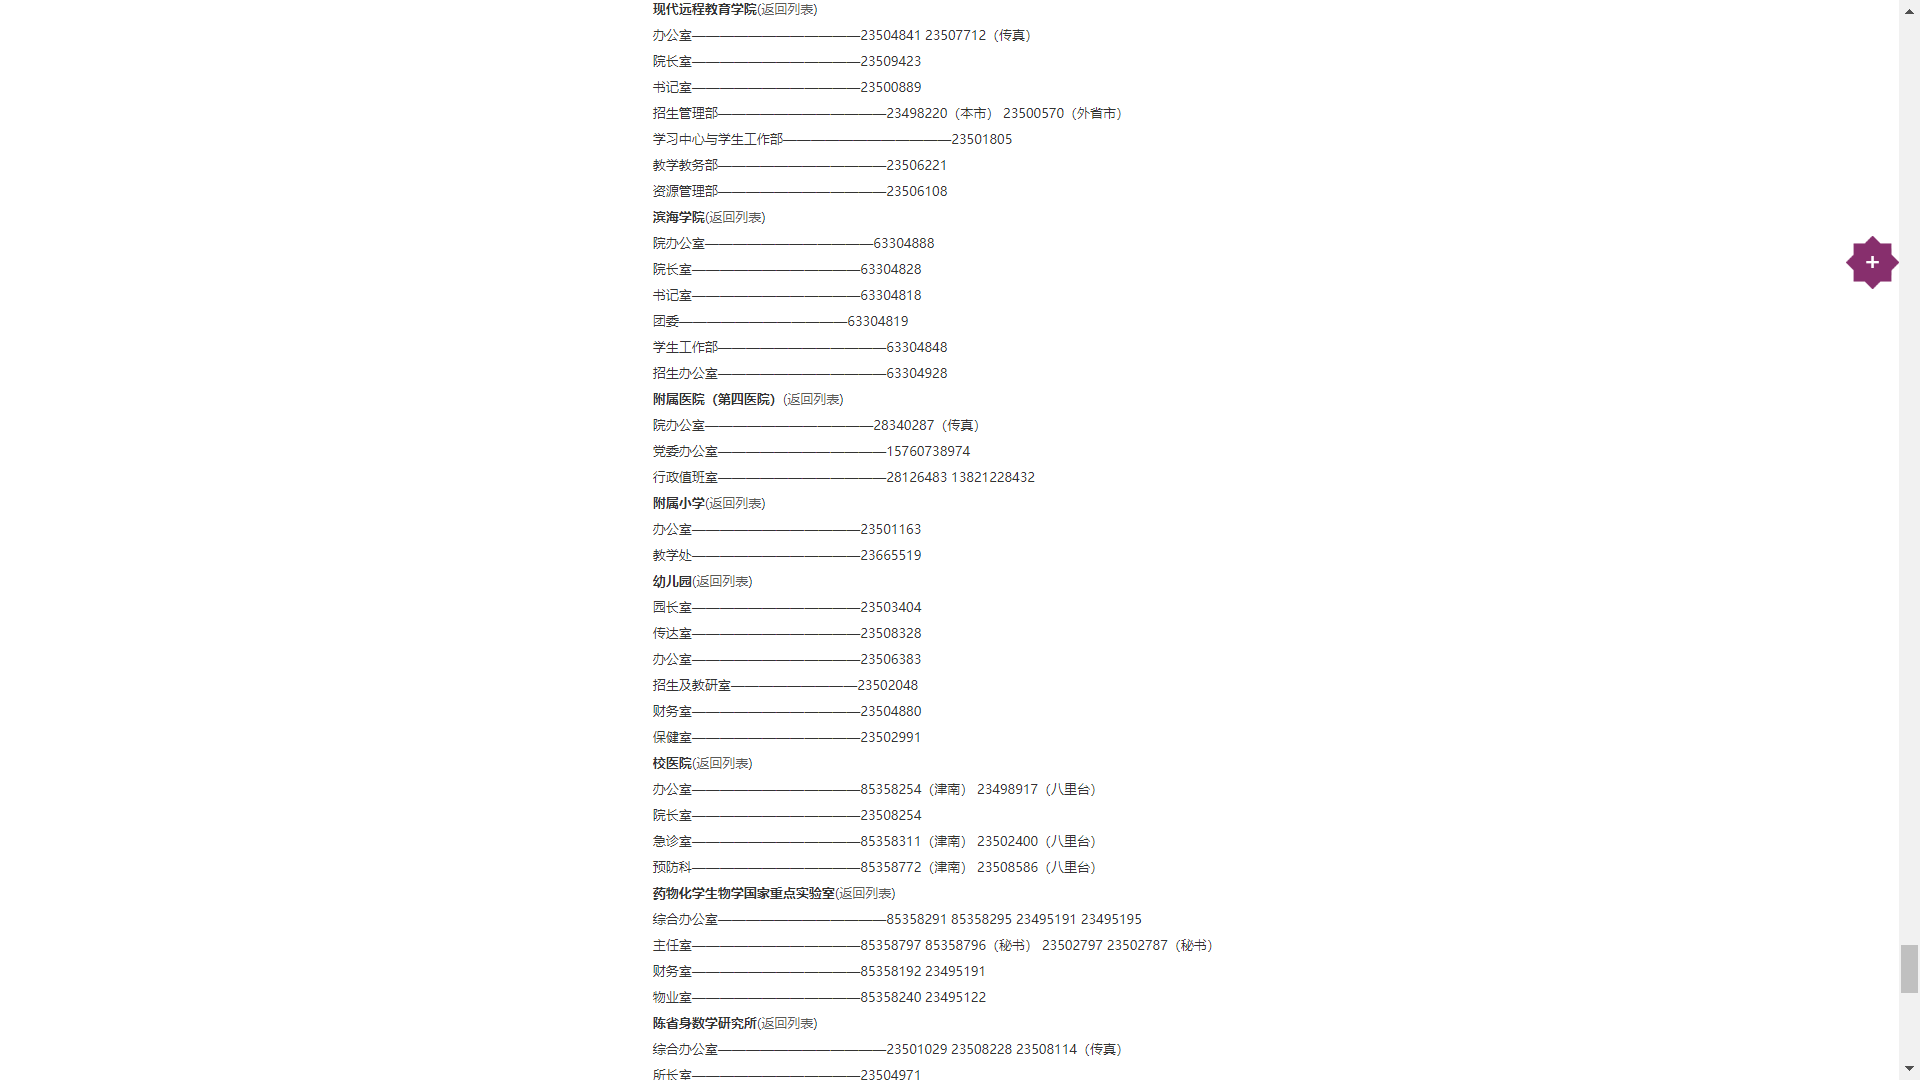 现代远程教育学院(返回列表)
办公室————————————23504841 23507712（传真）
院长室————————————23509423
书记室————————————23500889
招生管理部————————————23498220（本市） 23500570（外省市）
学习中心与学生工作部————————————23501805
教学教务部————————————23506221
资源管理部————————————23506108
滨海学院(返回列表)
院办公室————————————63304888
院长室————————————63304828
书记室————————————63304818
团委————————————63304819
学生工作部————————————63304848
招生办公室————————————63304928
附属医院（第四医院）(返回列表)
院办公室————————————28340287（传真）
党委办公室————————————15760738974
行政值班室————————————28126483 13821228432
附属小学(返回列表)
办公室————————————23501163
教学处————————————23665519
幼儿园(返回列表)
园长室————————————23503404
传达室————————————23508328
办公室————————————23506383
招生及教研室—————————23502048
财务室————————————23504880
保健室————————————23502991
校医院(返回列表)
办公室————————————85358254（津南） 23498917（八里台）
院长室————————————23508254
急诊室————————————85358311（津南） 23502400（八里台）
预防科————————————85358772（津南） 23508586（八里台）
药物化学生物学国家重点实验室(返回列表)
综合办公室————————————85358291 85358295 23495191 23495195
主任室————————————85358797 85358796（秘书） 23502797 23502787（秘书）
财务室————————————85358192 23495191
物业室————————————85358240 23495122
陈省身数学研究所(返回列表)
综合办公室————————————23501029 23508228 23508114（传真）
所长室————————————23504971